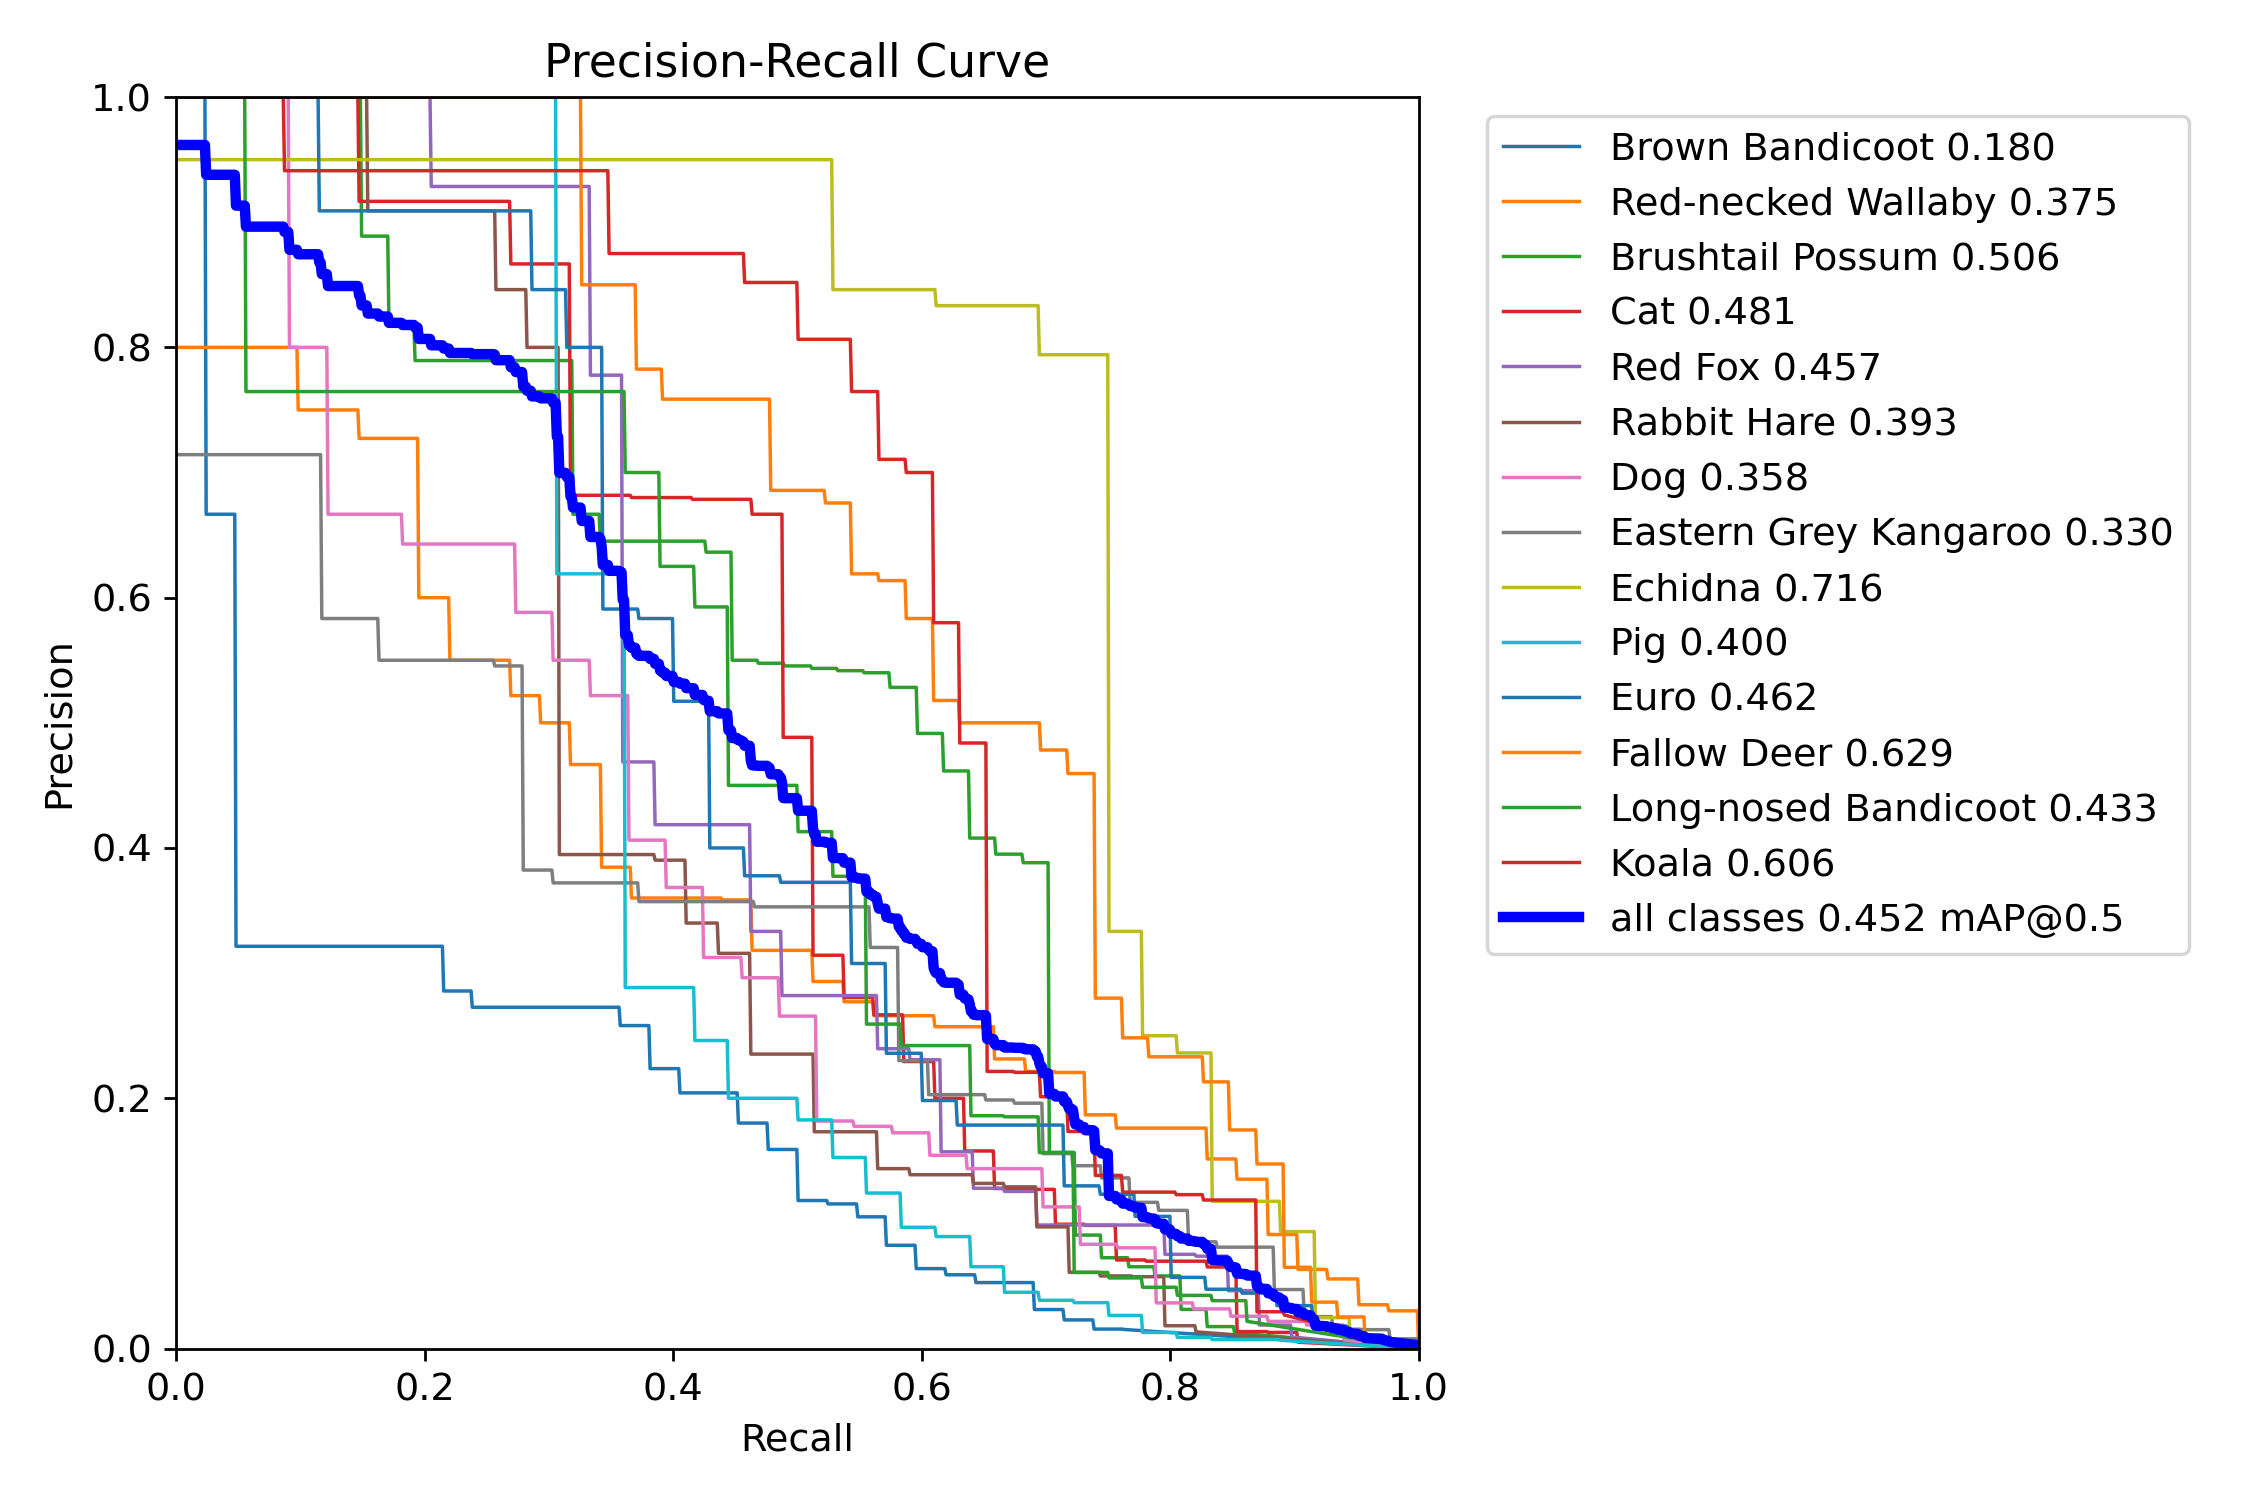 Precision-Recall Curve
1.0
0.8
0.6
0.4
0.2
0.0
Precision
0.0 0.2 0.4 0.6 0.8 1.0
Recall
Brown Bandicoot 0.180
Red-necked Wallaby 0.375
Brushtail Possum 0.506
Cat 0.481
Red Fox 0.457
Rabbit Hare 0.393
Dog 0.358
Eastern Grey Kangaroo 0.330
Echidna 0.716
Pig 0.400
Euro 0.462
Fallow Deer 0.629
Long-nosed Bandicoot 0.433
Koala 0.606
all classes 0.452 mAP@0.5